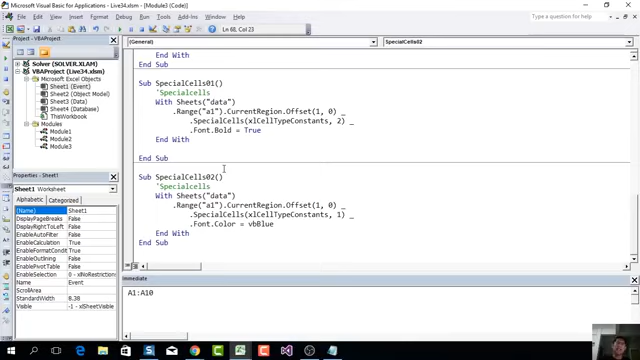 Microsoft Visual Basic for Applications - Live34.xlsm - [Module3 (Code)]
File Edit View Insert Format Debug Run Tools Add-Ins Window Help
Type a question for help
Ln 68, Col 23
Project - VBAProject
Solver (SOLVER.XLAM)
VBAProject (Live34.xlsm)
Microsoft Excel Objects
Sheet1 (Event)
Sheet2 (Object Model)
Sheet3 (Data)
Sheet4 (Database)
ThisWorkbook
Modules
Module1
Module2
Module3
Properties - Sheet1
Sheet1 Worksheet
Alphabetic Categorized
(Name) Sheet1
DisplayPageBreaks False
DisplayRightToLeft False
EnableAutoFilter False
EnableCalculation True
EnableFormatCondit True
EnableOutlining False
EnablePivotTable False
EnableSelection 0 - xlNoRestrictions
Name Event
ScrollArea
StandardWidth 8.38
Visible -1 - xlSheetVisible
(General) SpecialCells02
End With
End Sub
Sub SpecialCells01()
'Specialcells
With Sheets("data")
.Range("a1").CurrentRegion.Offset(1, 0) _
.SpecialCells(xlCellTypeConstants, 2) _
.Font.Bold = True
End With
End Sub
Sub SpecialCells02()
'Specialcells
With Sheets("data")
.Range("a1").CurrentRegion.Offset(1, 0) _
.SpecialCells(xlCellTypeConstants, 1) _
.Font.Color = vbBlue
End With
End Sub
Immediate
A1:A10